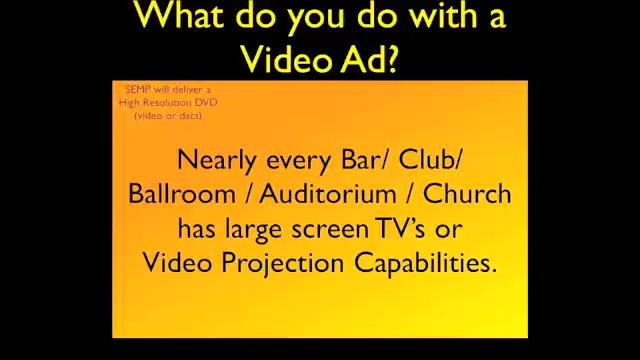 What do you do with a
Video Ad?
SEMP will deliver a
High Resolution DVD
(video or data)
Nearly every Bar/ Club/
Ballroom / Auditorium / Church
has large screen TV's or
Video Projection Capabilities.